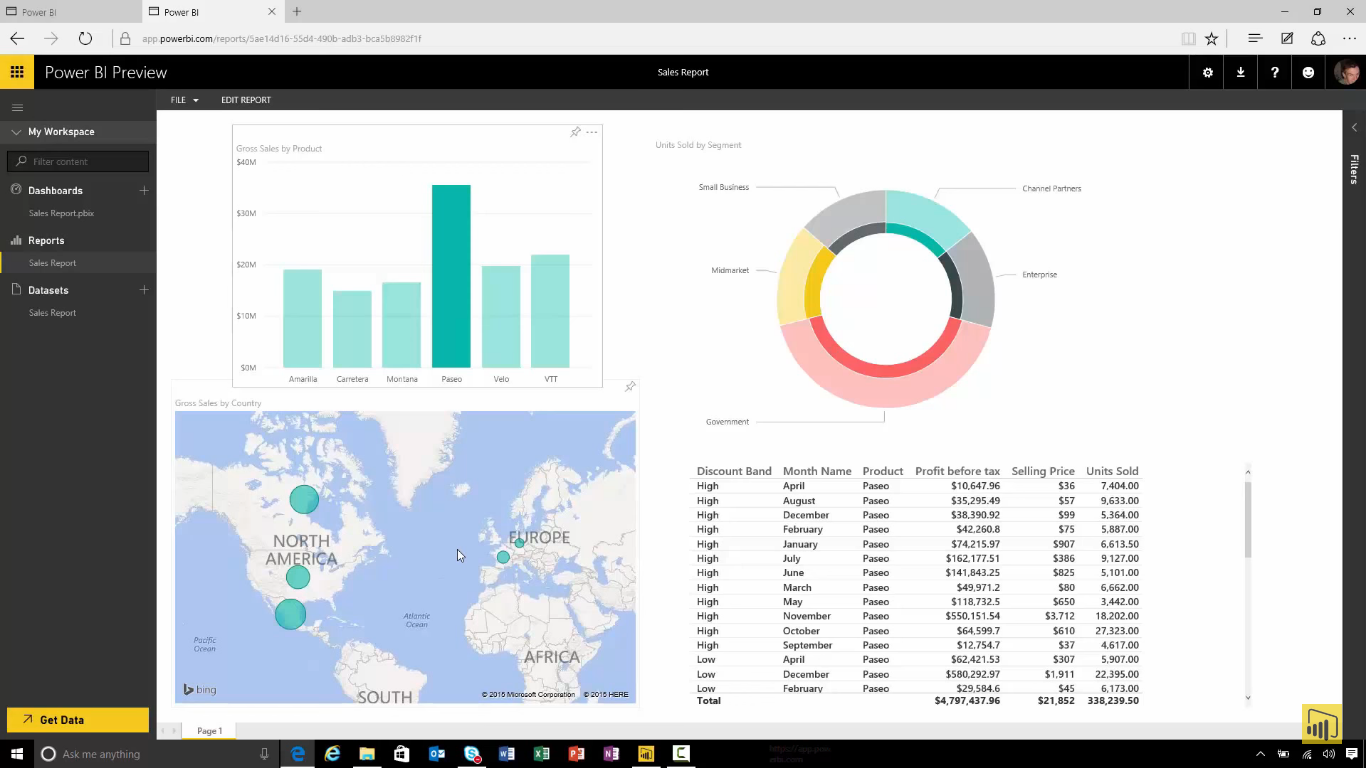 Power BI
Power BI
app.powerbi.com/reports/5ae14d16-55d4-490b-adb3-bca5b8982f1f
Power BI Preview
Sales Report
FILE
EDIT REPORT
My Workspace
Filter content
Dashboards
Sales Report.pbix
Reports
Sales Report
Datasets
Sales Report
Get Data
Filters
Gross Sales by Product
$40M
$30M
$20M
$10M
$0M
Amarilla Carretera Montana Paseo Velo VTT
Units Sold by Segment
Small Business
Channel Partners
Midmarket
Enterprise
Government
Gross Sales by Country
NORTH
AMERICA
EUROPE
Atlantic
Ocean
Pacific
Ocean
AFRICA
SOUTH
bing
© 2016 Microsoft Corporation © 2015 HERE
Discount Band Month Name Product Profit before tax Selling Price Units Sold
High April Paseo $10,647.96 $36 7,404.00
High August Paseo $35,295.49 $57 9,633.00
High December Paseo $38,390.92 $99 5,364.00
High February Paseo $42,260.8 $75 5,887.00
High January Paseo $74,215.97 $907 6,613.50
High July Paseo $162,177.51 $386 9,127.00
High June Paseo $141,843.25 $825 5,101.00
High March Paseo $49,971.2 $80 6,662.00
High May Paseo $118,732.5 $650 3,442.00
High November Paseo $550,151.54 $3,712 18,202.00
High October Paseo $64,599.7 $610 27,323.00
High September Paseo $12,754.7 $37 4,617.00
Low April Paseo $62,421.53 $307 5,907.00
Low December Paseo $580,292.97 $1,911 22,395.00
Low February Paseo $29,584.6 $45 6,173.00
Total $4,797,437.96 $21,852 338,239.50
Page 1
Ask me anything